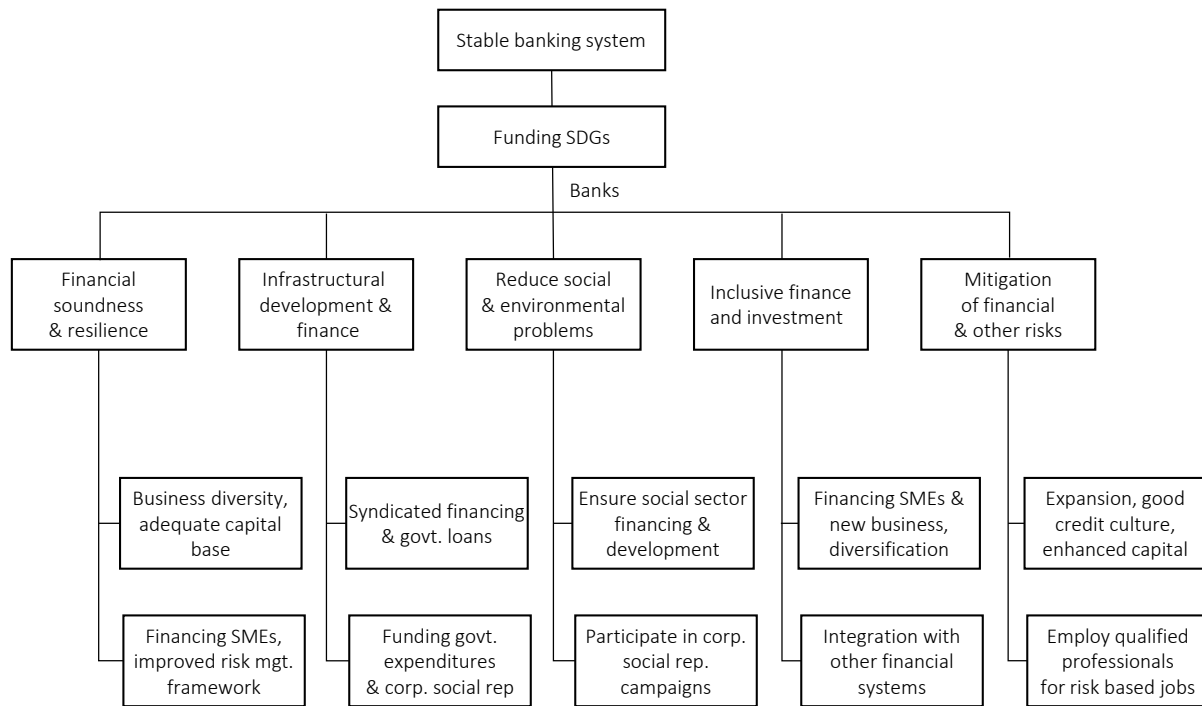 Stable banking system
Funding SDGs
Banks
Financial
soundness
& resilience
Infrastructural
development &
finance
Reduce social
& environmental
problems
Inclusive finance
and investment
Mitigation
of financial
& other risks
Business diversity,
adequate capital
base
Syndicated financing
& govt. loans
Ensure social sector
financing &
development
Financing SMEs &
new business,
diversification
Expansion, good
credit culture,
enhanced capital
Financing SMEs,
improved risk mgt.
framework
Funding govt.
expenditures
& corp. social rep
Participate in corp.
social rep.
campaigns
Integration with
other financial
systems
Employ qualified
professionals
for risk based jobs